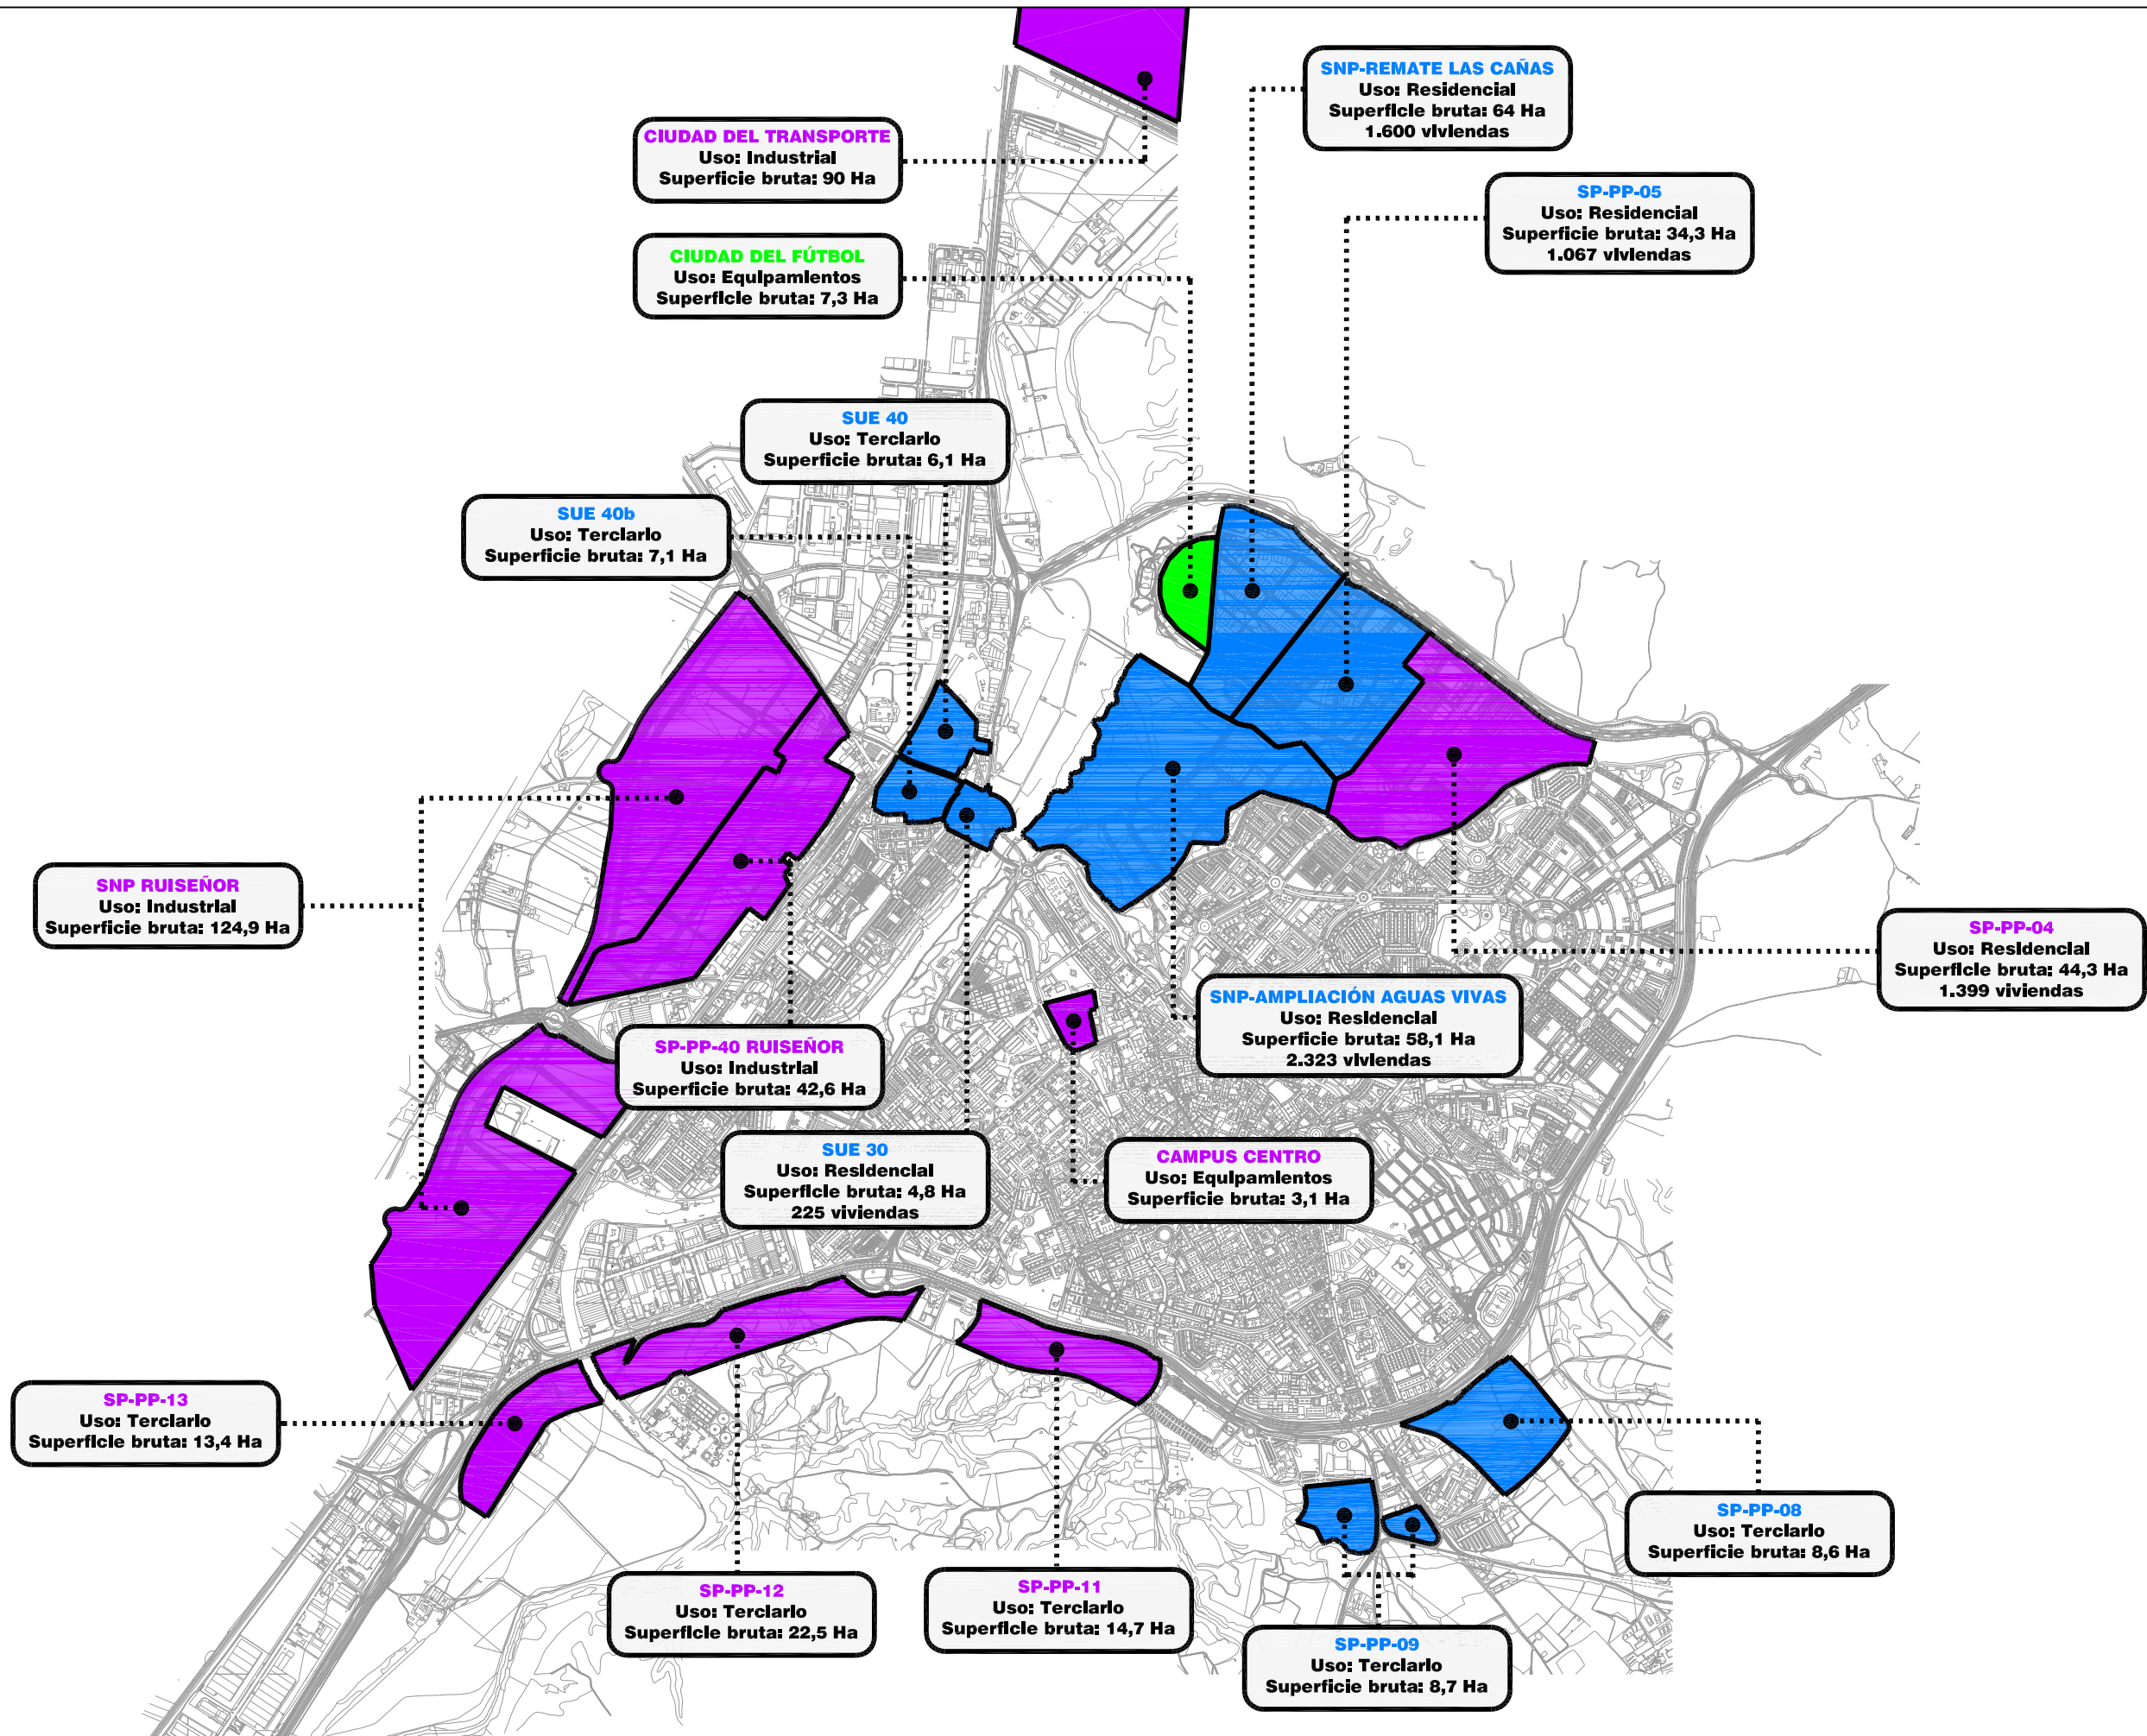 SNP-REMATE LAS CAÑAS
Uso: Residencial
Superficie bruta: 64 Ha
1.600 viviendas
CIUDAD DEL TRANSPORTE
Uso: Industrial
Superficie bruta: 90 Ha
SP-PP-05
Uso: Residencial
Superficie bruta: 34,3 Ha
1.067 viviendas
CIUDAD DEL FÚTBOL
Uso: Equipamientos
Superficie bruta: 7,3 Ha
SUE 40
Uso: Terciario
Superficie bruta: 6,1 Ha
SUE 40b
Uso: Terciario
Superficie bruta: 7,1 Ha
SNP RUISEÑOR
Uso: Industrial
Superficie bruta: 124,9 Ha
SP-PP-04
Uso: Residencial
Superficie bruta: 44,3 Ha
1.399 viviendas
SNP-AMPLIACIÓN AGUAS VIVAS
Uso: Residencial
Superficie bruta: 58,1 Ha
2.323 viviendas
SP-PP-40 RUISEÑOR
Uso: Industrial
Superficie bruta: 42,6 Ha
SUE 30
Uso: Residencial
Superficie bruta: 4,8 Ha
225 viviendas
CAMPUS CENTRO
Uso: Equipamientos
Superficie bruta: 3,1 Ha
SP-PP-13
Uso: Terciario
Superficie bruta: 13,4 Ha
SP-PP-08
Uso: Terciario
Superficie bruta: 8,6 Ha
SP-PP-12
Uso: Terciario
Superficie bruta: 22,5 Ha
SP-PP-11
Uso: Terciario
Superficie bruta: 14,7 Ha
SP-PP-09
Uso: Terciario
Superficie bruta: 8,7 Ha